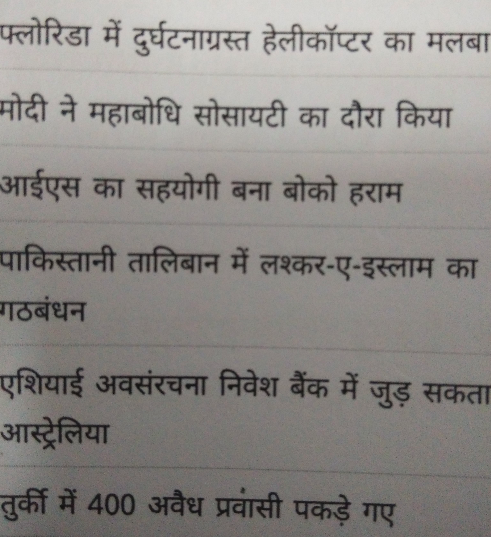 फ्लोरिडा में दुर्घटनाग्रस्त हेलीकॉप्टर का मलबा
मोदी ने महाबोधि सोसायटी का दौरा किया
आईएस का सहयोगी बना बोको हराम
पाकिस्तानी तालिबान में लश्कर-ए-इस्लाम का
गठबंधन
एशियाई अवसंरचना निवेश बैंक में जुड़ सकता
आस्ट्रेलिया
तुर्की में 400 अवैध प्रवासी पकड़े गए